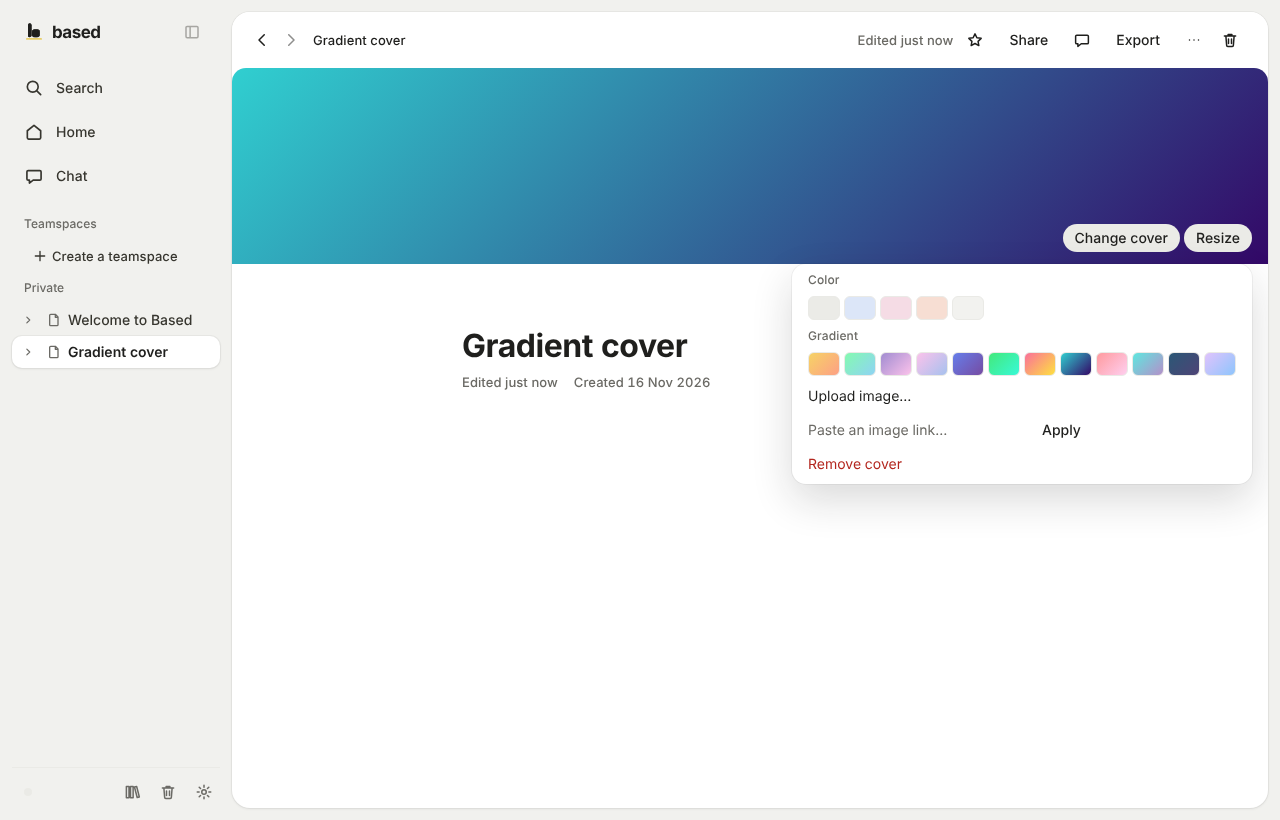 based
Search
Home
Chat
Teamspaces
Create a teamspace
Private
Welcome to Based
Gradient cover
Gradient cover
Edited just now
Share
Export
Change cover
Resize
Gradient cover
Edited just now Created 16 Nov 2026
Color
Gradient
Upload image...
Paste an image link...
Apply
Remove cover